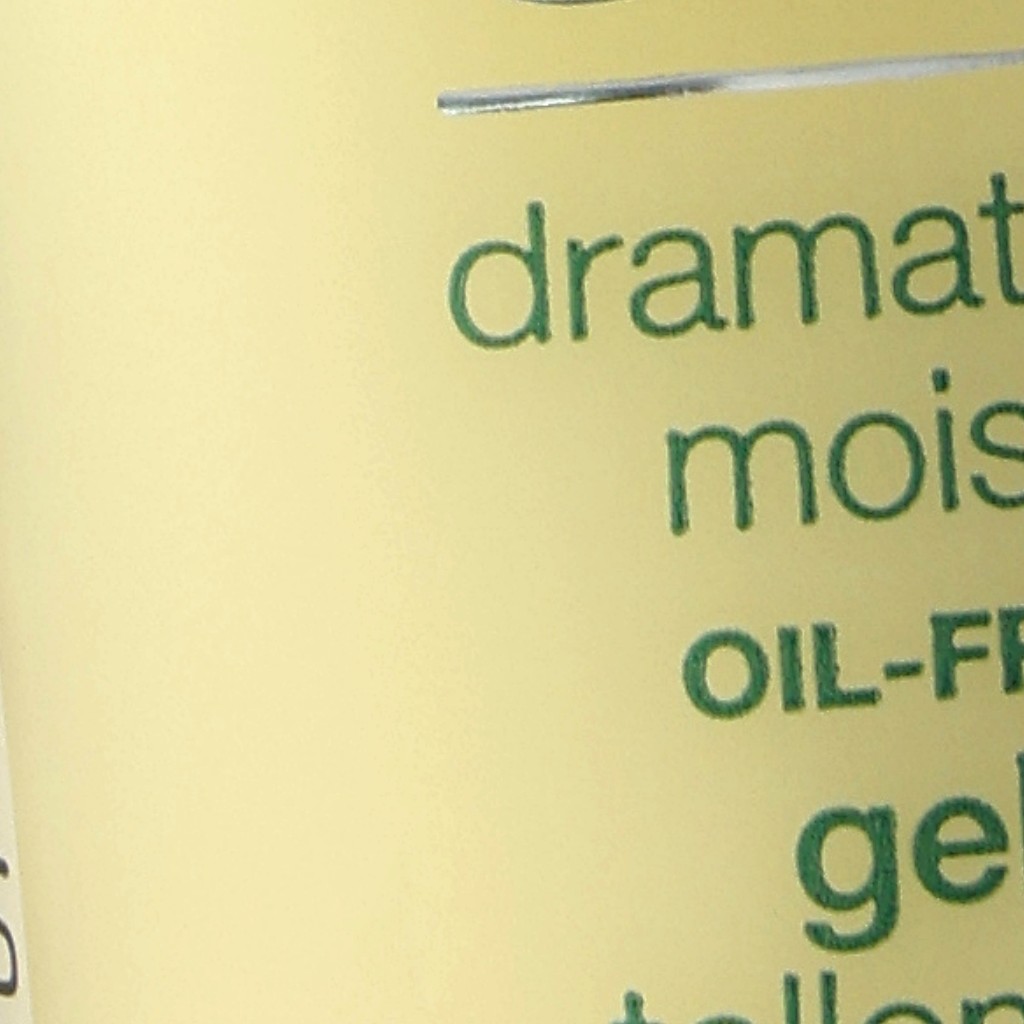 dramat
mois
OIL-FR
gel